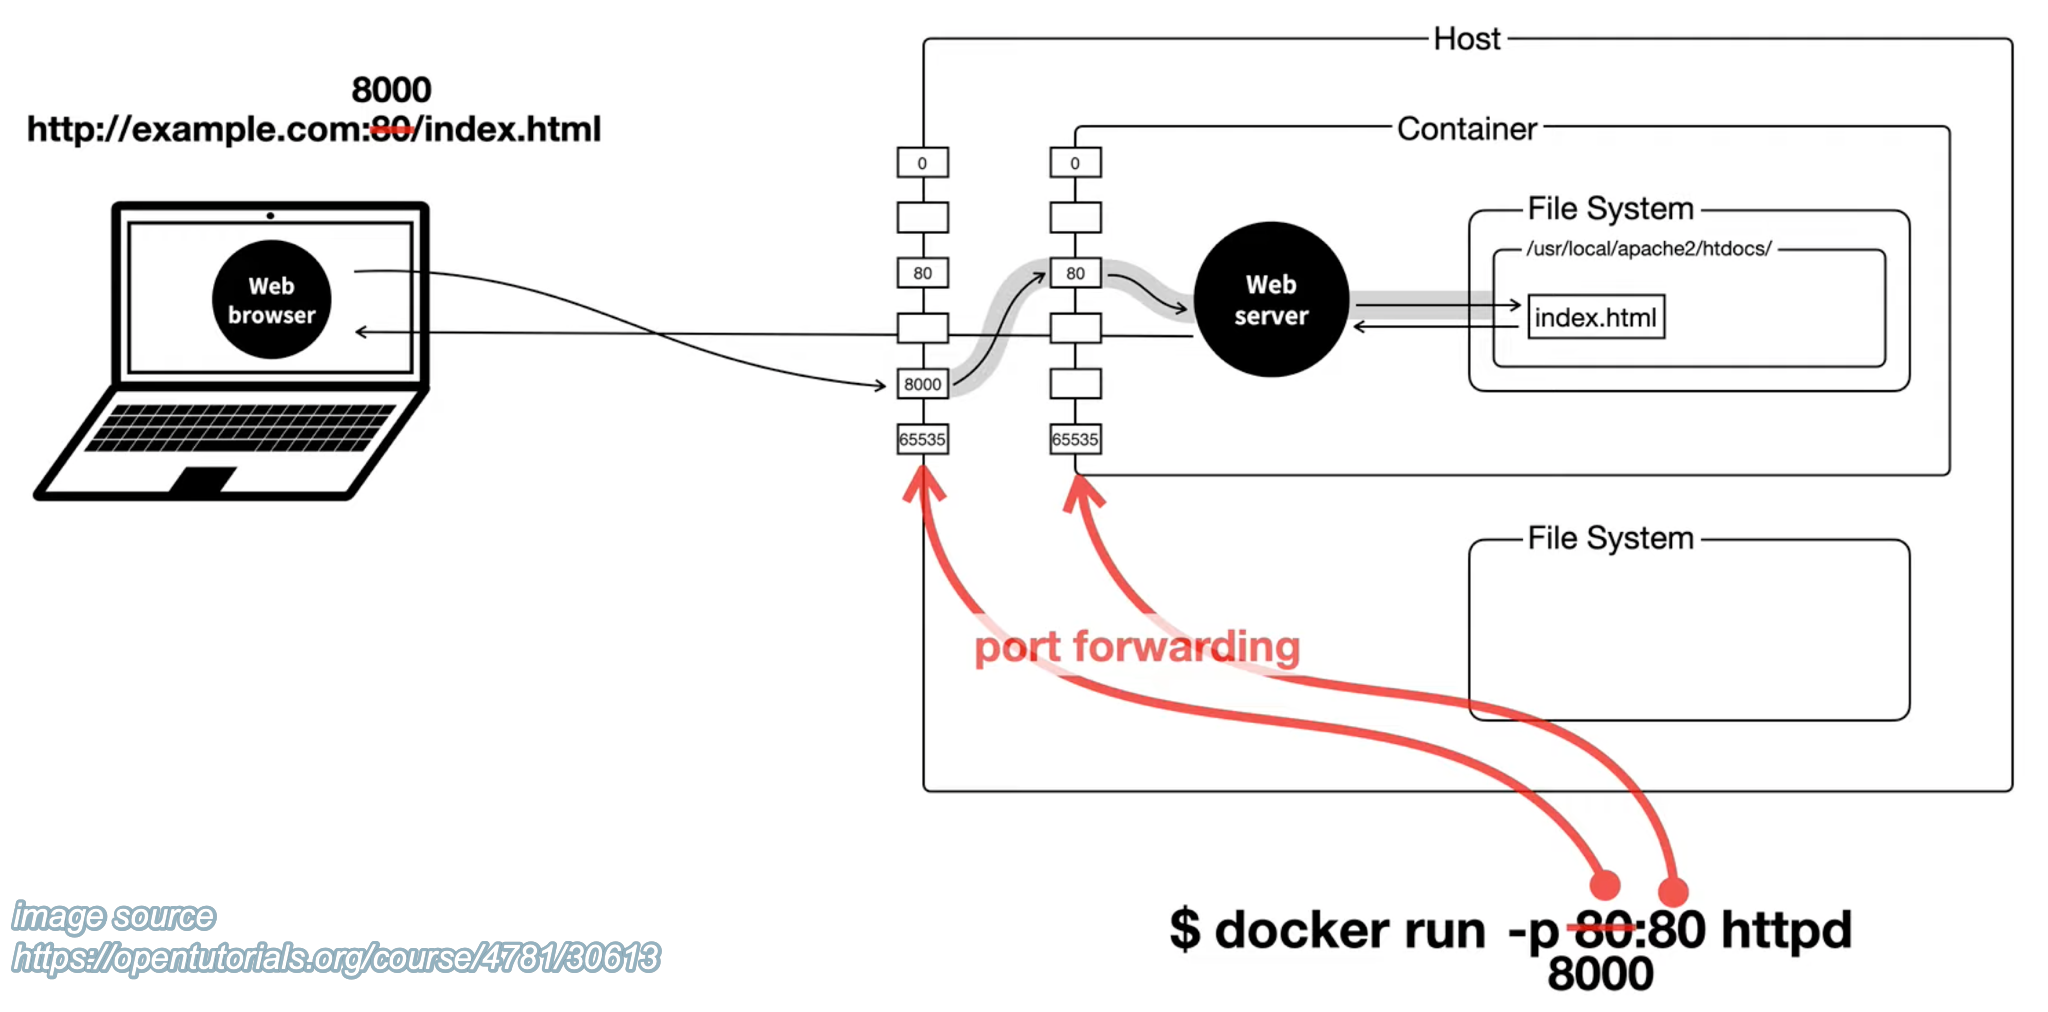 8000
http://example.com:80/index.html
Web
browser
Host
Container
0
80
8000
65535
0
80
65535
Web
server
File System
/usr/local/apache2/htdocs/
index.html
File System
port forwarding
$ docker run -p 80:80 httpd
8000
image source
https://opentutorials.org/course/4781/30613